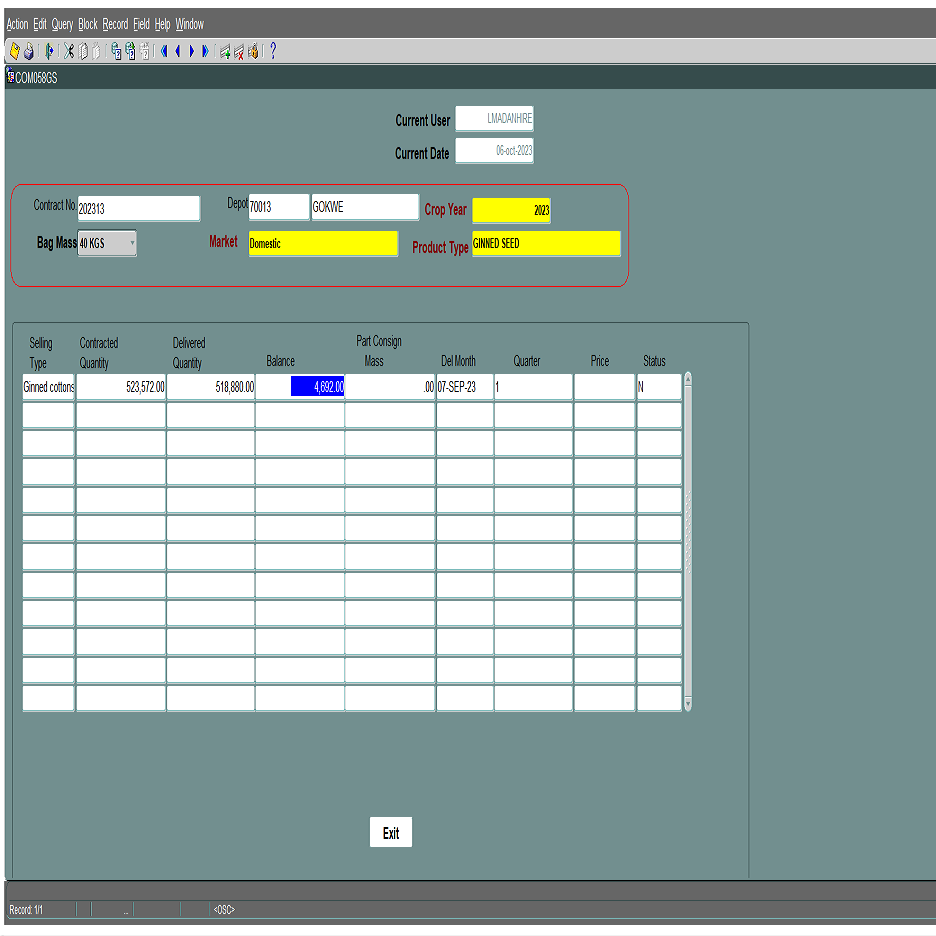 Action Edit Query Block Record Field Help Window
COM058GS
Current User LMADANHIRE
Current Date 06-oct-2023
Contract No. 202313 Depot 70013 GOKWE Crop Year 2023
Bag Mass 40 KGS Market Domestic Product Type GINNED SEED
Selling Type Contracted Quantity Delivered Quantity Balance Part Consign Mass Del Month Quarter Price Status
Ginned cottons 523,572.00 518,880.00 4,692.00 .00 07-SEP-23 1 N
Exit
Record: 1/1 ... <OSC>